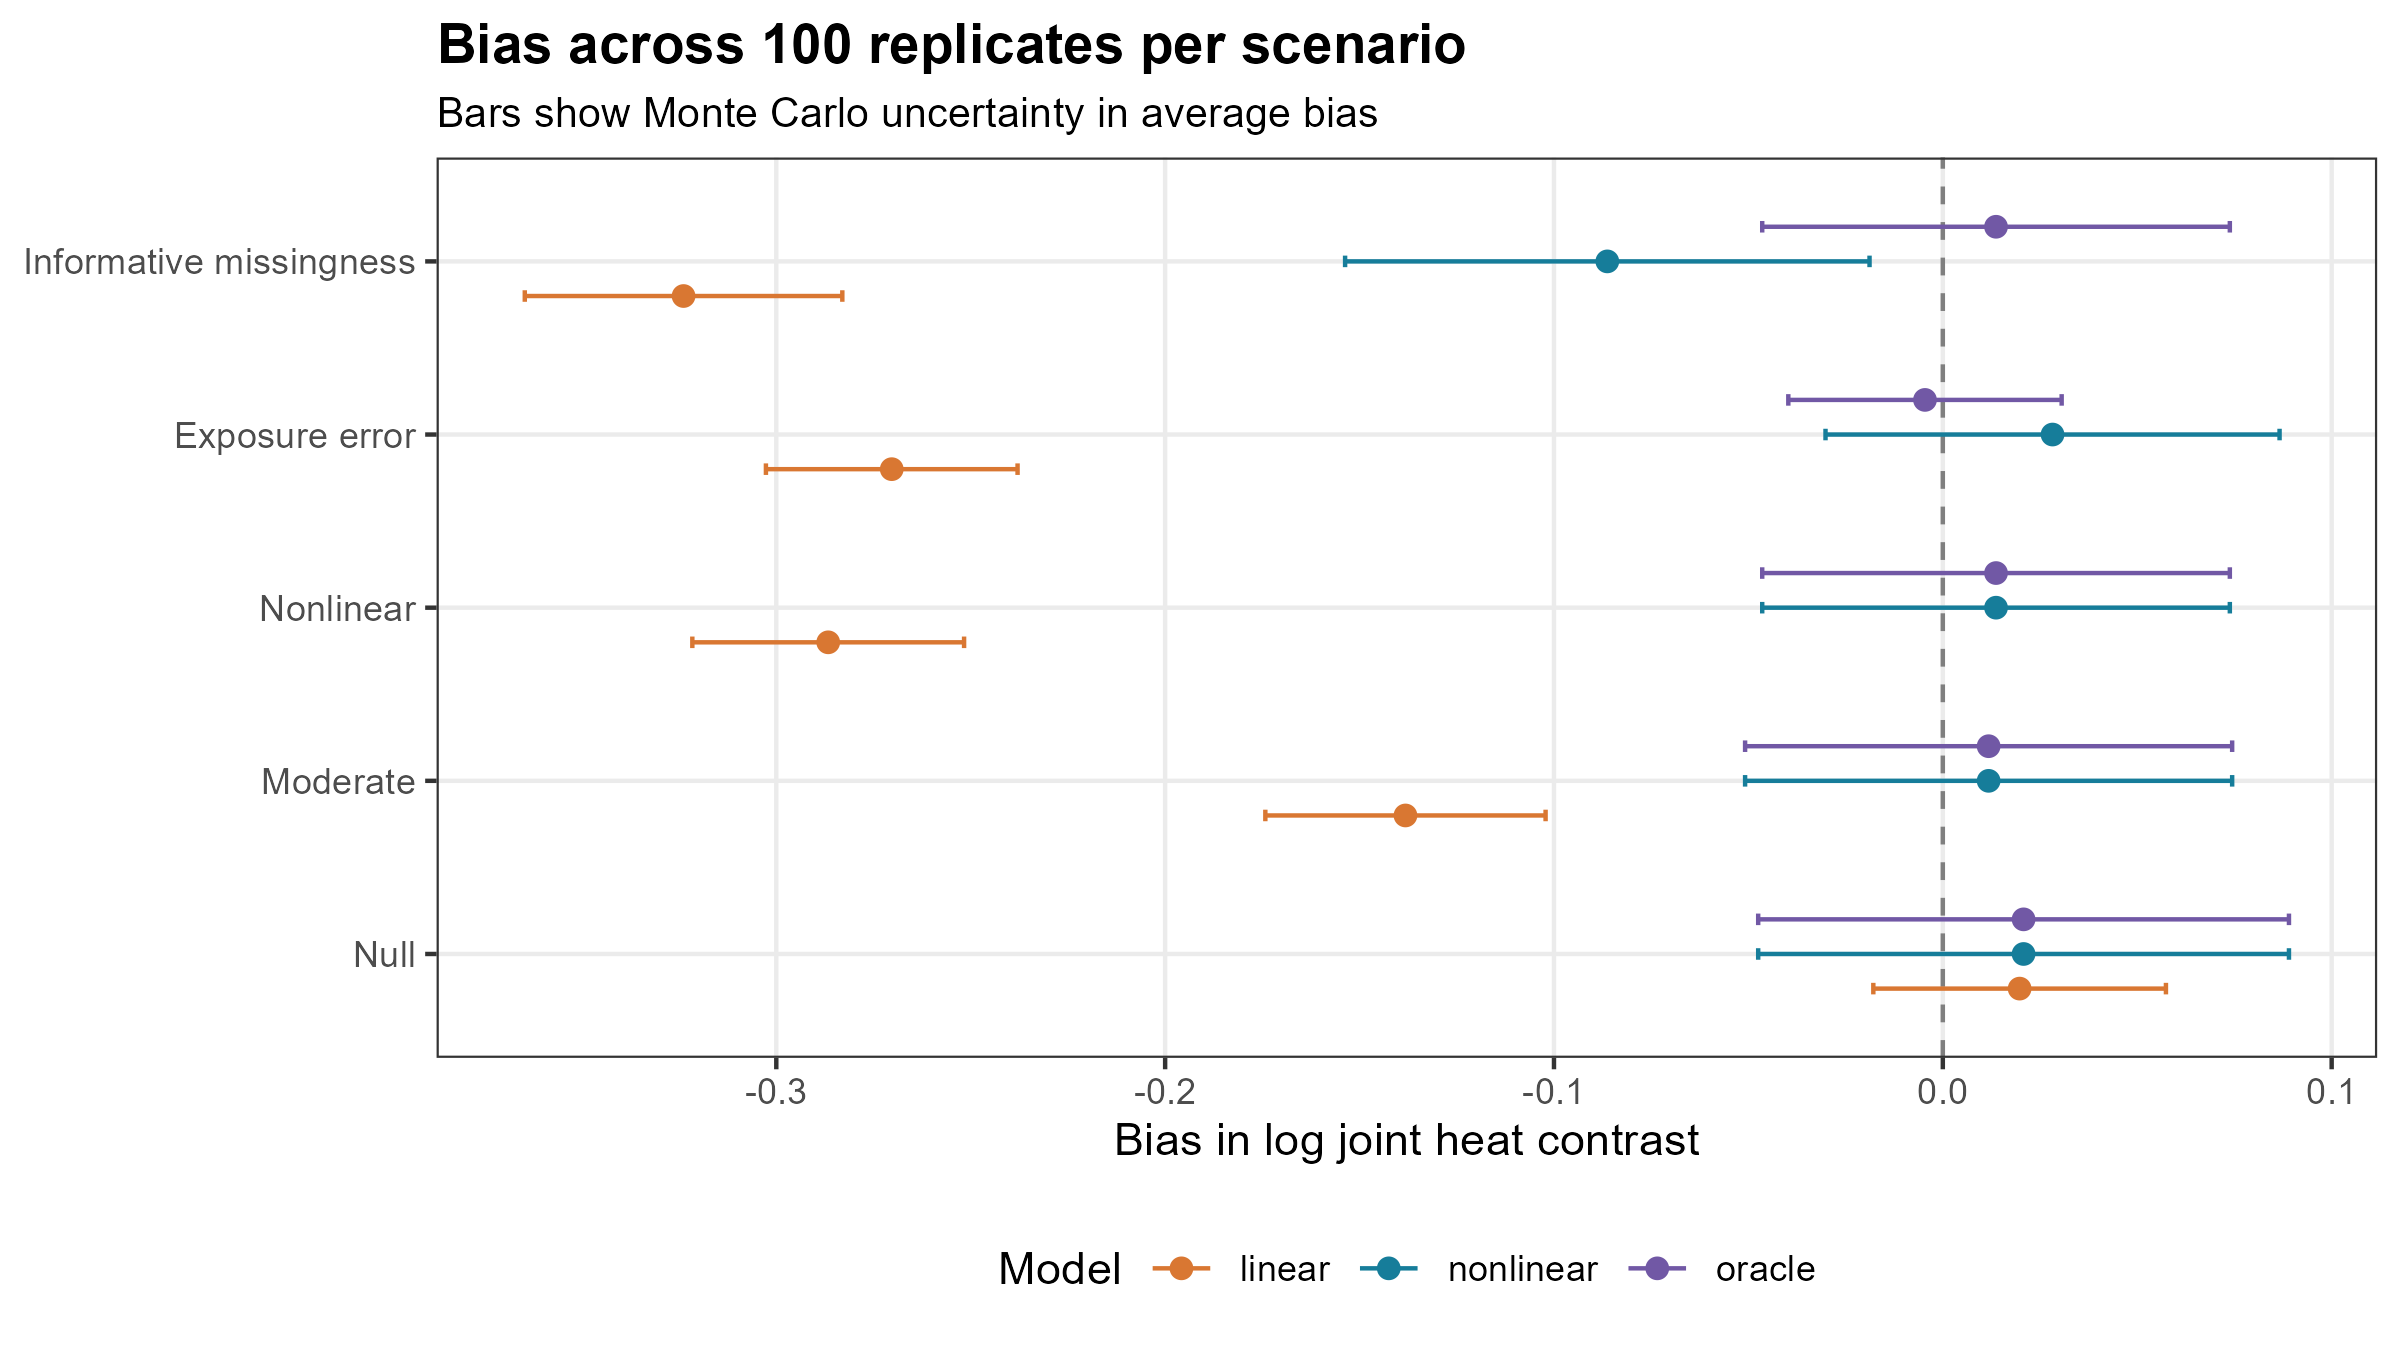 Bias across 100 replicates per scenario
Bars show Monte Carlo uncertainty in average bias
Informative missingness
Exposure error
Nonlinear
Moderate
Null
-0.3 -0.2 -0.1 0.0 0.1
Bias in log joint heat contrast
Model linear nonlinear oracle